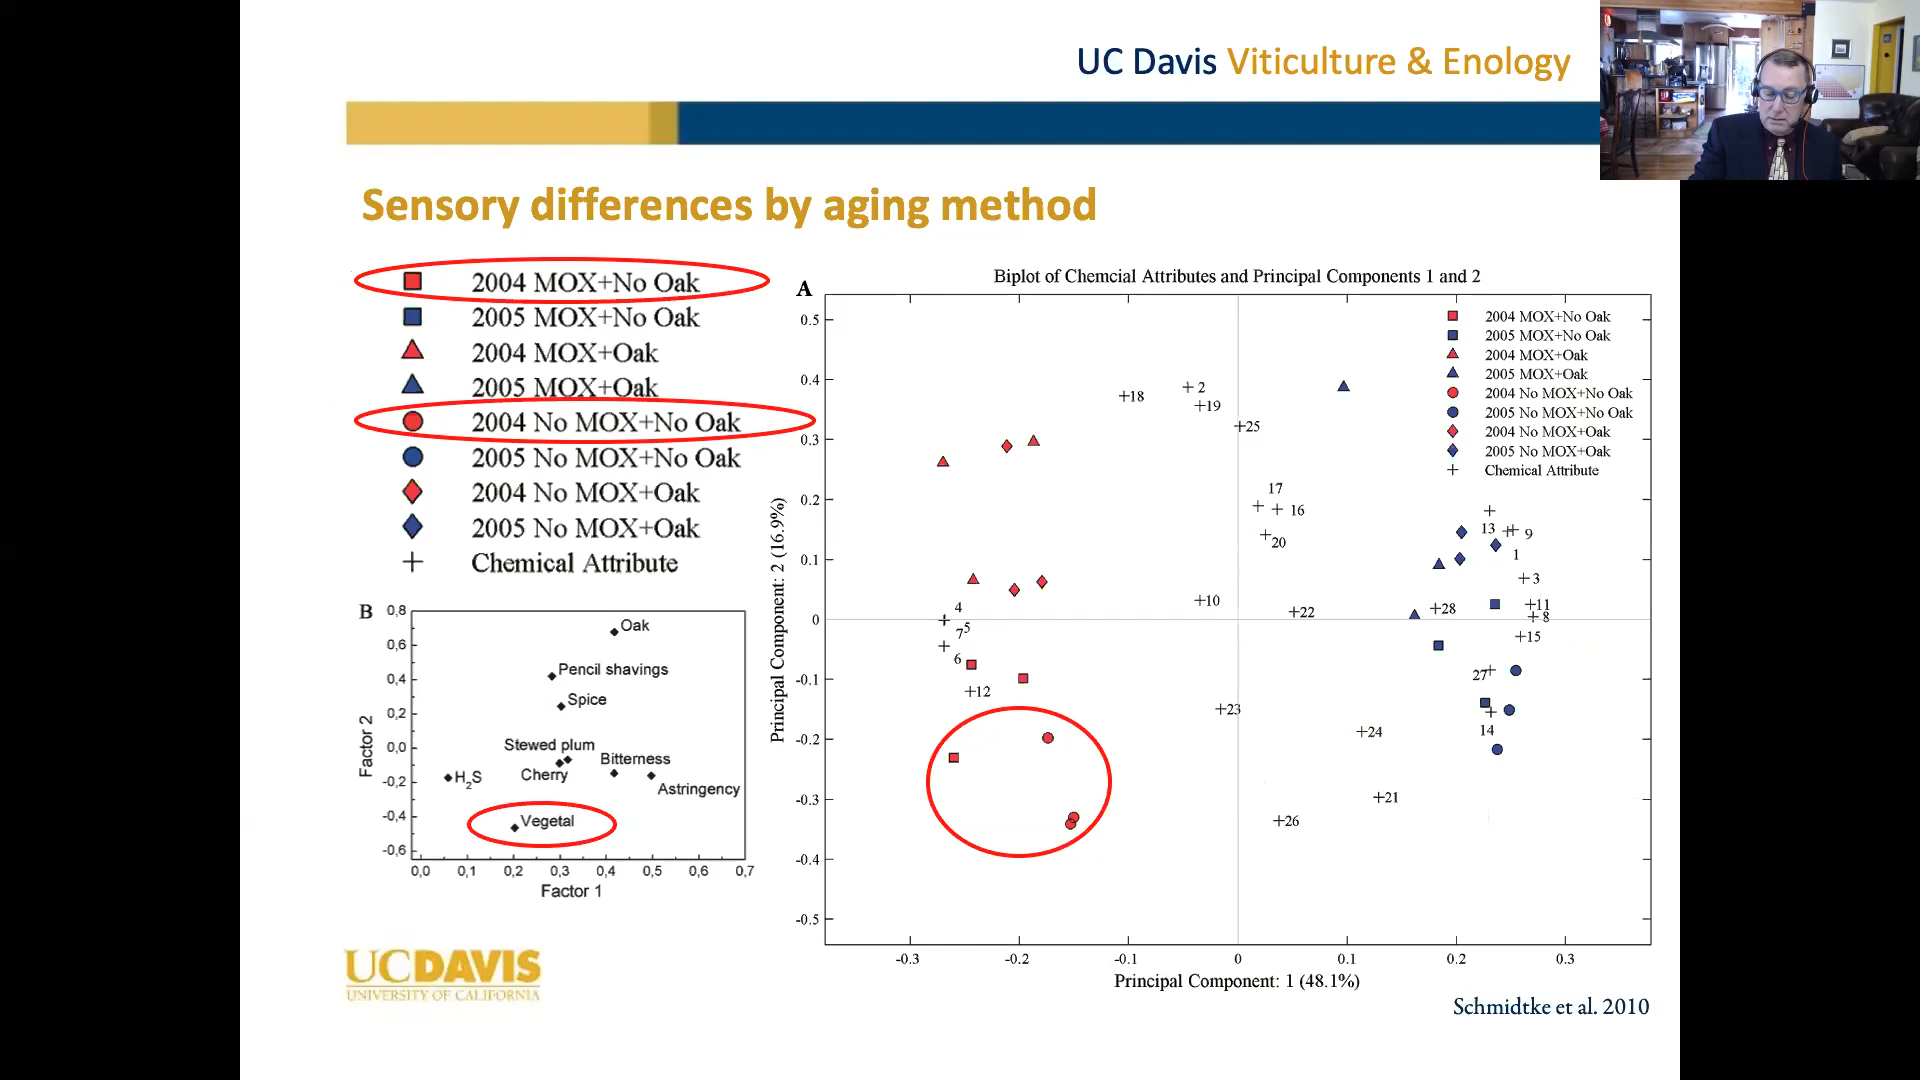 UC Davis Viticulture & Enology
Sensory differences by aging method
2004 MOX+No Oak
2005 MOX+No Oak
2004 MOX+Oak
2005 MOX+Oak
2004 No MOX+No Oak
2005 No MOX+No Oak
2004 No MOX+Oak
2005 No MOX+Oak
Chemical Attribute
B
0,8
0,6
0,4
0,2
0,0
-0,2
-0,4
-0,6
Factor 2
Oak
Pencil shavings
Spice
Stewed plum
Cherry
Bitterness
H2S
Astringency
Vegetal
0,0 0,1 0,2 0,3 0,4 0,5 0,6 0,7
Factor 1
A
Biplot of Chemcial Attributes and Principal Components 1 and 2
0.5
0.4
0.3
0.2
0.1
0
-0.1
-0.2
-0.3
-0.4
-0.5
Principal Component: 2 (16.9%)
2004 MOX+No Oak
2005 MOX+No Oak
2004 MOX+Oak
2005 MOX+Oak
2004 No MOX+No Oak
2005 No MOX+No Oak
2004 No MOX+Oak
2005 No MOX+Oak
Chemical Attribute
2
18
19
25
17
16
20
13
9
1
3
10
22
28
11
8
15
4
5
7
6
12
27
23
14
24
21
26
-0.3 -0.2 -0.1 0 0.1 0.2 0.3
Principal Component: 1 (48.1%)
UCDAVIS
UNIVERSITY OF CALIFORNIA
Schmidtke et al. 2010